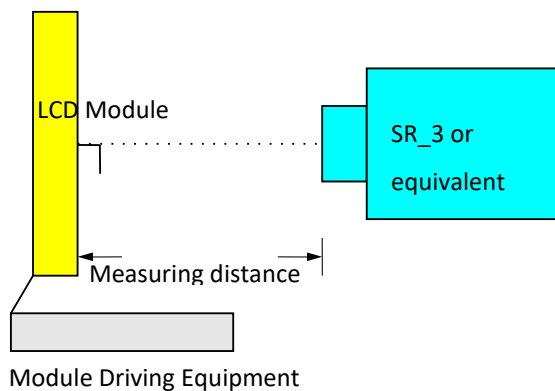 LCD Module
SR_3 or
equivalent
Measuring distance
Module Driving Equipment